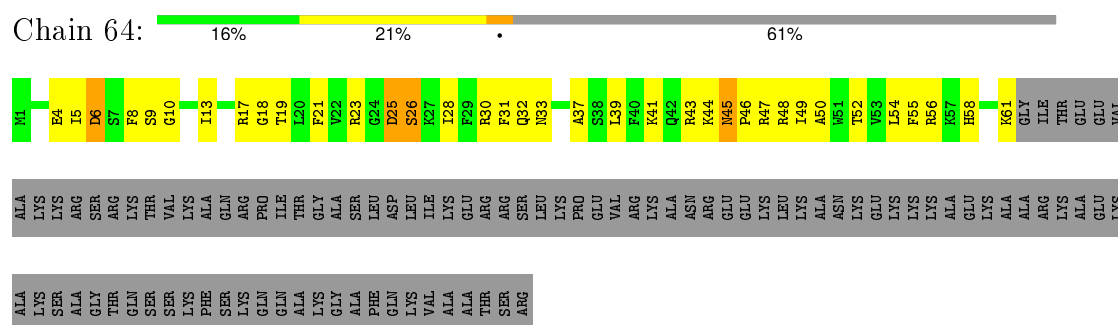 Chain 64:
16% 21% • 61%
M1 E4 I5 D6 S7 F8 S9 G10 I13 R17 G18 T19 L20 F21 V22 R23 G24 D25 S26 K27 I28 F29 R30 F31 Q32 N33 A37 S38 L39 F40 K41 Q42 R43 K44 N45 P46 R47 R48 I49 A50 W51 T52 V53 L54 F55 R56 K57 H58 K61 GLY ILE THR GLU GLU VAL
ALA LYS LYS ARG SER ARG LYS THR VAL LYS ALA GLN ARG PRO ILE THR GLY ALA SER LEU ASP LEU ILE LYS GLU ARG ARG SER LEU LYS PRO GLU VAL ARG LYS ALA ASN ARG GLU GLU LYS LEU LYS ALA ASN LYS GLU LYS LYS LYS ALA GLU LYS ALA ALA ARG LYS ALA GLU LYS
ALA LYS SER ALA GLY THR GLN SER SER LYS PHE SER LYS GLN GLN ALA LYS GLY ALA PHE GLN LYS VAL ALA ALA THR SER ARG